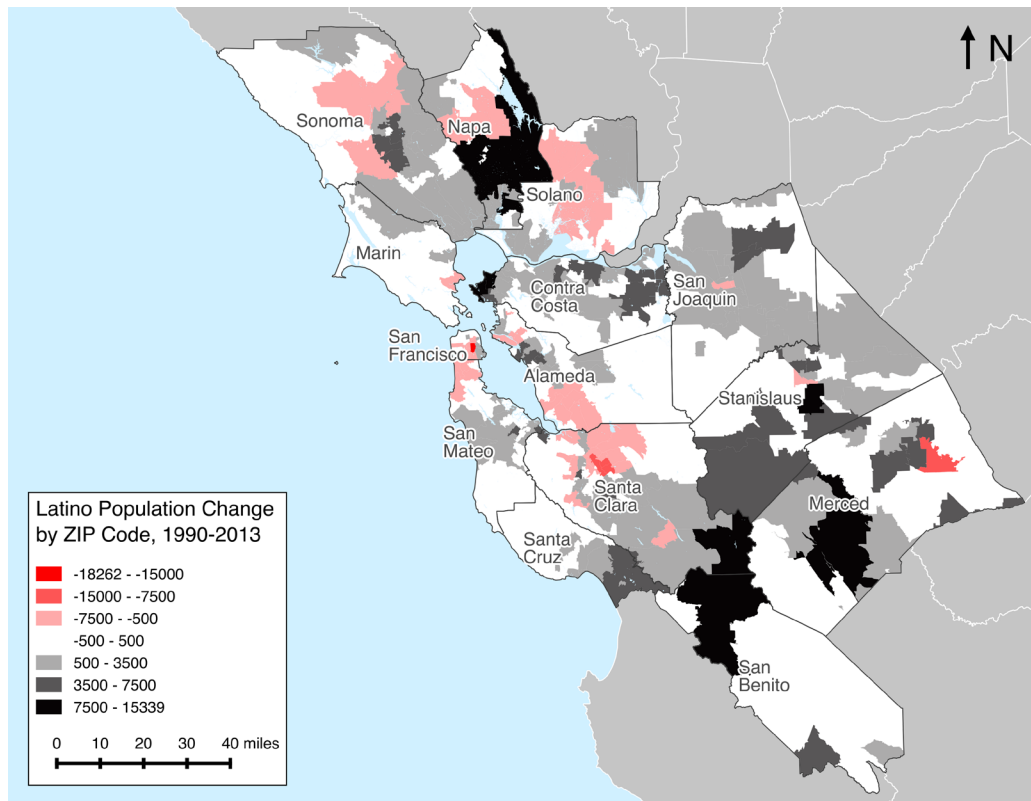 N
Sonoma
Napa
Solano
Marin
Contra
Costa
San
Joaquin
San
Francisco
Alameda
Stanislaus
San
Mateo
Santa
Clara
Merced
Santa
Cruz
San
Benito
Latino Population Change
by ZIP Code, 1990-2013
-18262 - -15000
-15000 - -7500
-7500 - -500
-500 - 500
500 - 3500
3500 - 7500
7500 - 15339
0 10 20 30 40 miles